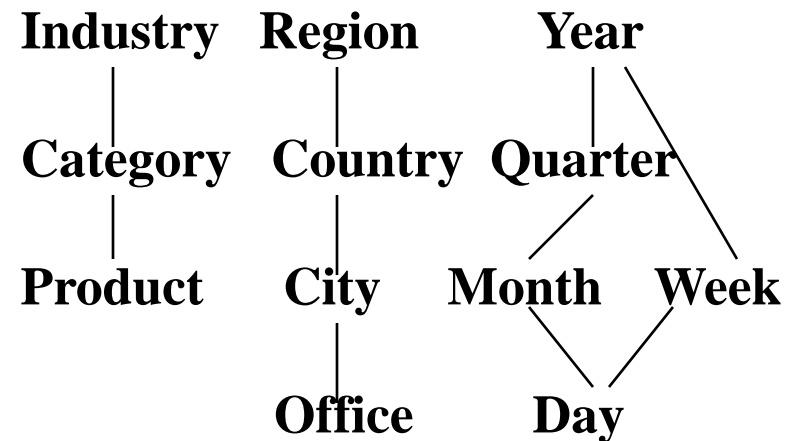 Industry Region Year
Category Country Quarter
Product City Month Week
Office Day